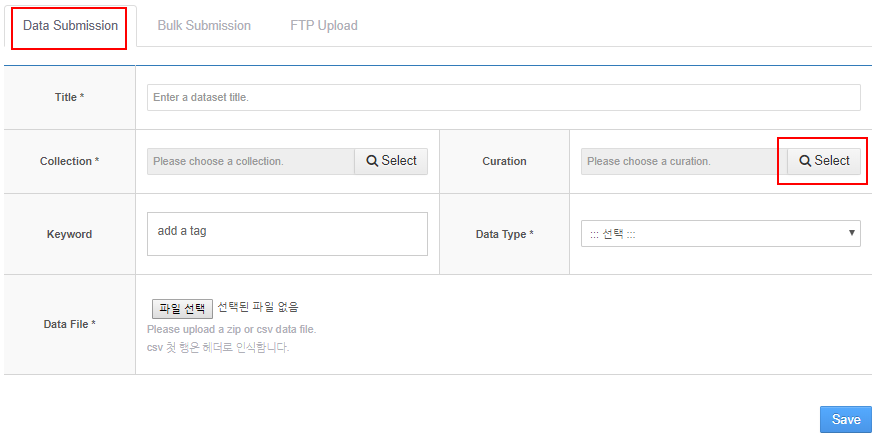 Data Submission Bulk Submission FTP Upload
Title * Enter a dataset title.
Collection * Please choose a collection. Select Curation Please choose a curation. Select
Keyword add a tag Data Type * ::: 선택 :::
Data File * 파일 선택 선택된 파일 없음
Please upload a zip or csv data file.
csv 첫 행은 헤더로 인식합니다.
Save